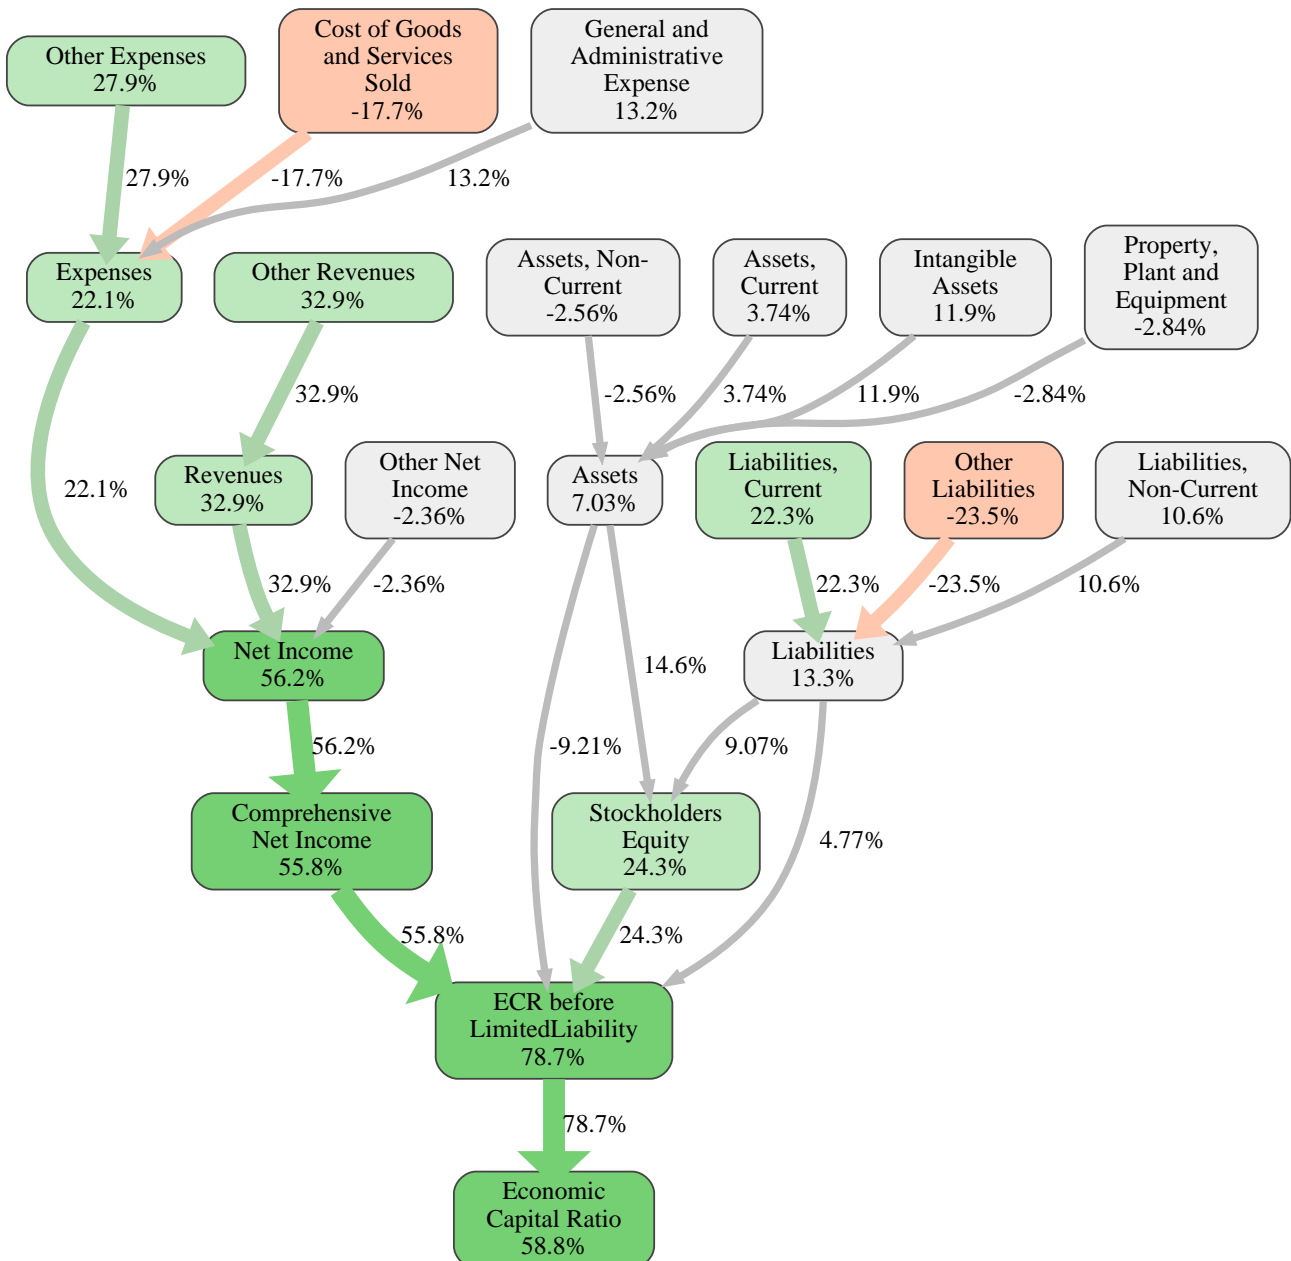 Other Expenses
27.9%
Cost of Goods
and Services
Sold
-17.7%
General and
Administrative
Expense
13.2%
27.9%
-17.7%
13.2%
Expenses
22.1%
Other Revenues
32.9%
Assets, Non-
Current
-2.56%
Assets,
Current
3.74%
Intangible
Assets
11.9%
Property,
Plant and
Equipment
-2.84%
32.9%
-2.56%
3.74%
11.9%
-2.84%
22.1%
Revenues
32.9%
Other Net
Income
-2.36%
Assets
7.03%
Liabilities,
Current
22.3%
Other
Liabilities
-23.5%
Liabilities,
Non-Current
10.6%
32.9%
-2.36%
22.3%
-23.5%
10.6%
Net Income
56.2%
14.6%
Liabilities
13.3%
56.2%
-9.21%
9.07%
Comprehensive
Net Income
55.8%
Stockholders
Equity
24.3%
4.77%
55.8%
24.3%
ECR before
LimitedLiability
78.7%
78.7%
Economic
Capital Ratio
58.8%